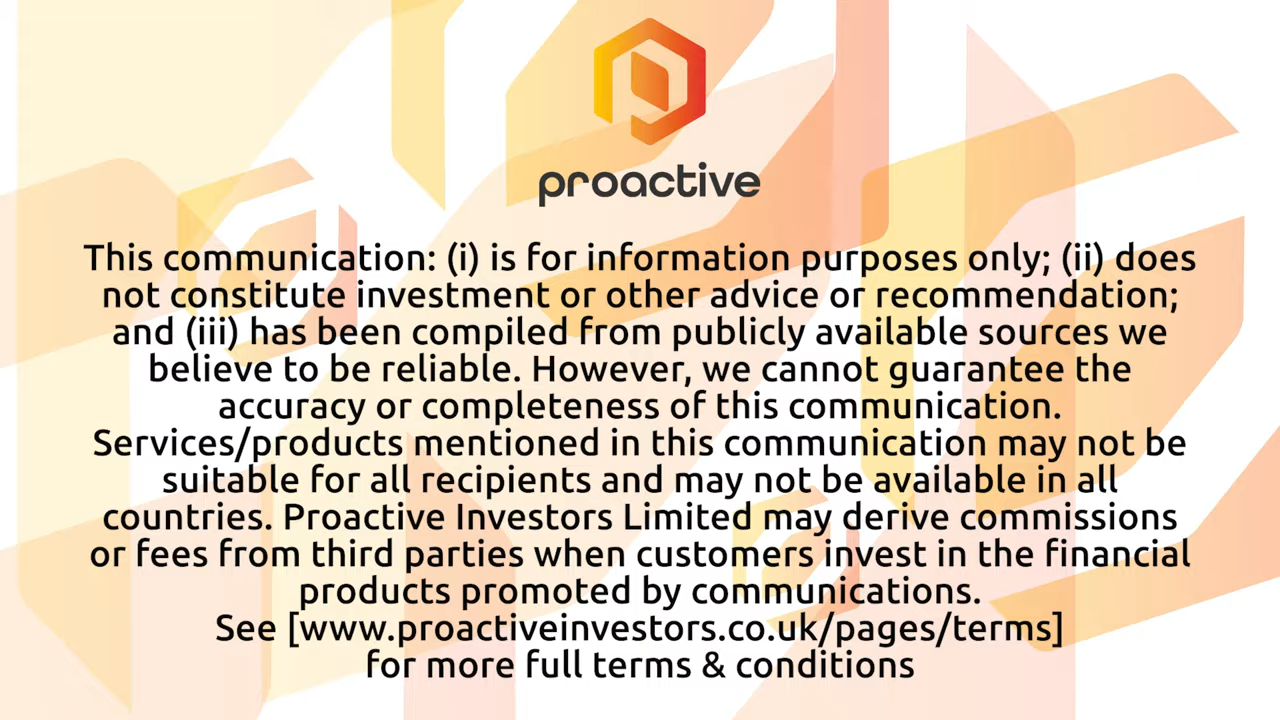 proactive
This communication: (i) is for information purposes only; (ii) does
not constitute investment or other advice or recommendation;
and (iii) has been compiled from publicly available sources we
believe to be reliable. However, we cannot guarantee the
accuracy or completeness of this communication.
Services/products mentioned in this communication may not be
suitable for all recipients and may not be available in all
countries. Proactive Investors Limited may derive commissions
or fees from third parties when customers invest in the financial
products promoted by communications.
See [www.proactiveinvestors.co.uk/pages/terms]
for more full terms & conditions